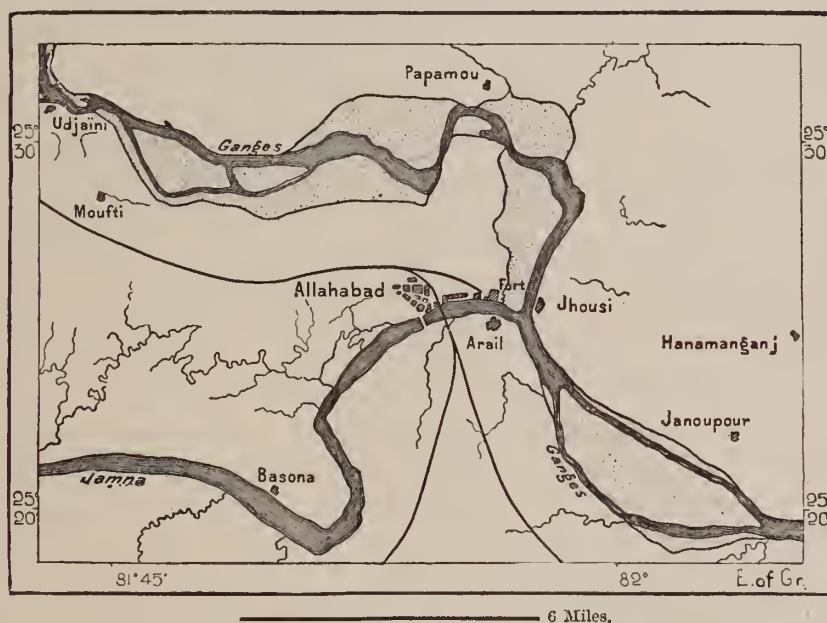 Papamou
25°
30
Udjaïni
Ganges
25°
30
Moufti
Allahabad
Fort
Jhousi
Arail
Hanamanganj
Janoupour
Jamna
Basona
Ganges
25°
20
25°
20
81°45'
82°
E. of Gr.
6 Miles.